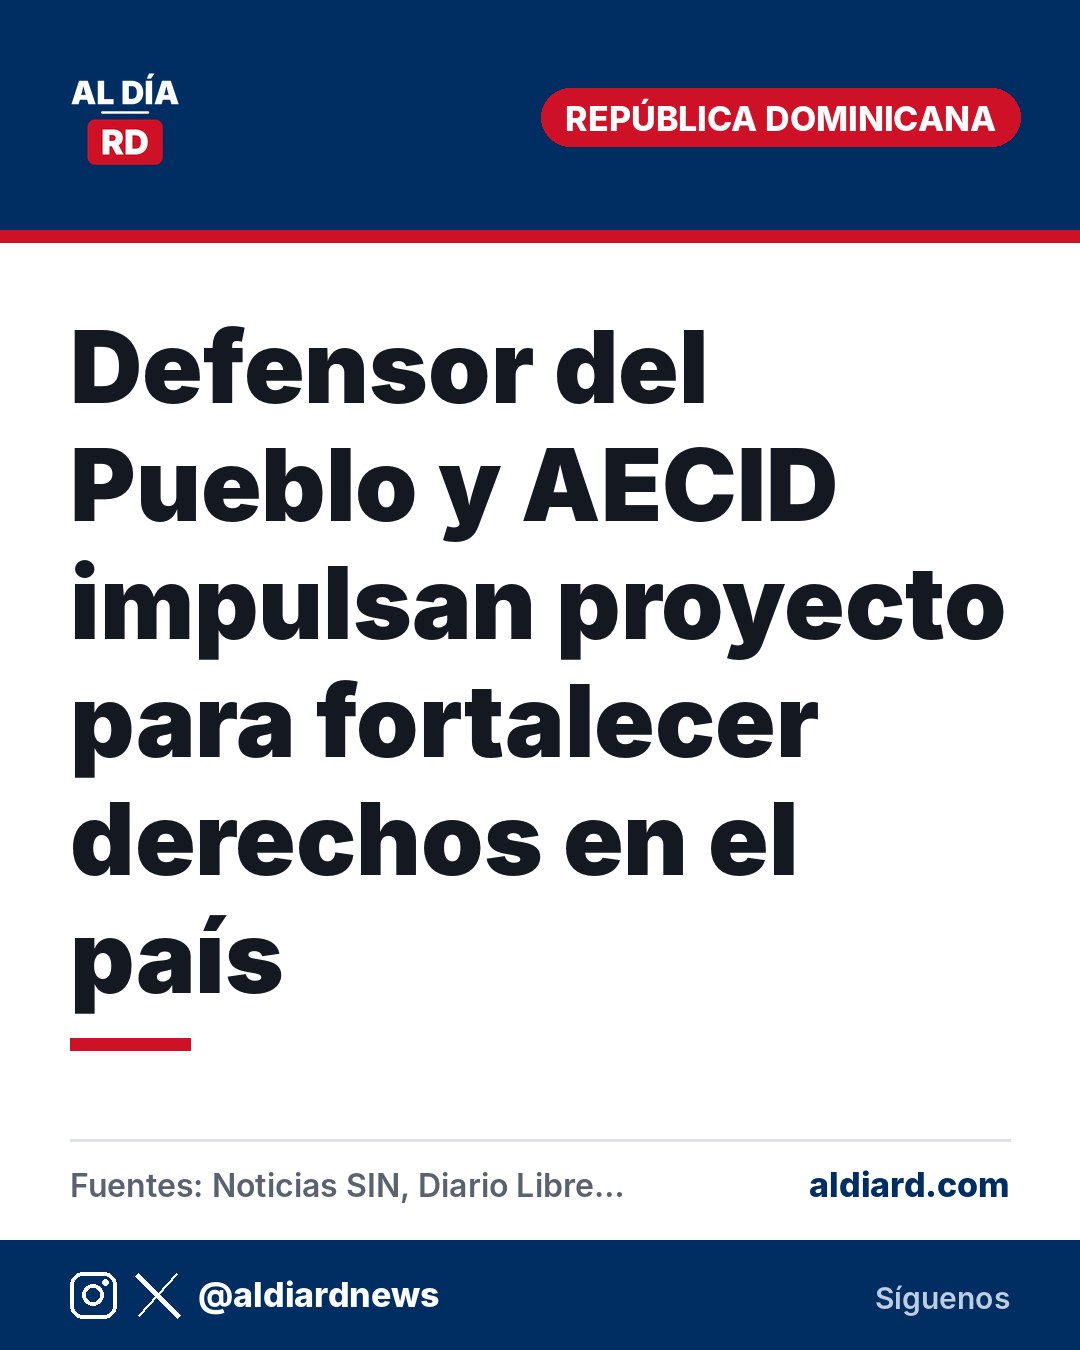 AL DÍA
RD
REPÚBLICA DOMINICANA
Defensor del
Pueblo y AECID
impulsan proyecto
para fortalecer
derechos en el
país
Fuentes: Noticias SIN, Diario Libre...
aldiard.com
@aldiardnews
Síguenos